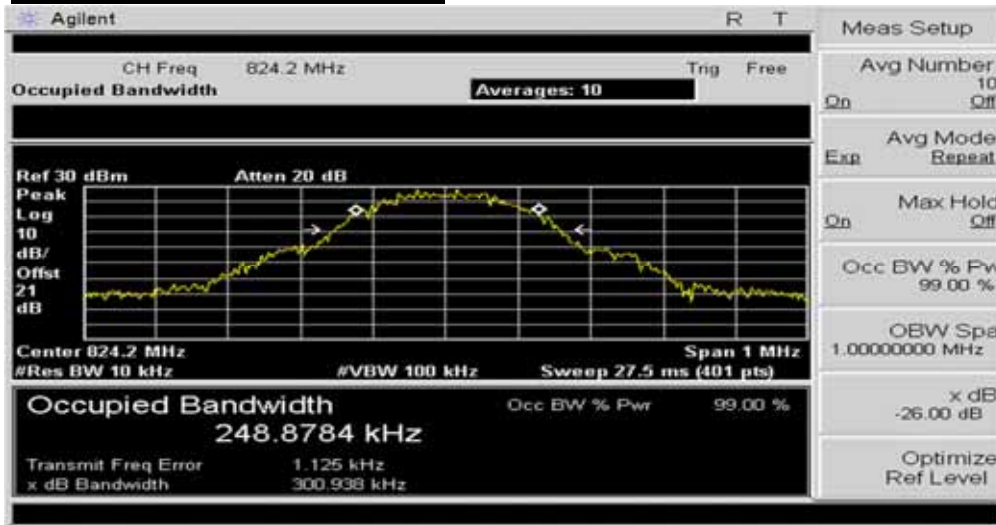 Agilent R T
Meas Setup
CH Freq 824.2 MHz Trig Free
Occupied Bandwidth Averages: 10
Avg Number
10
On Off
Avg Mode
Exp Repeat
Max Hold
On Off
Occ BW % Pw
99.00 %
OBW Spa
1.00000000 MHz
x dB
-26.00 dB
Optimize
Ref Level
Ref 30 dBm Atten 20 dB
Peak
Log
10
dB/
Offst
21
dB
Center 824.2 MHz Span 1 MHz
#Res BW 10 kHz #VBW 100 kHz Sweep 27.5 ms (401 pts)
Occupied Bandwidth Occ BW % Pwr 99.00 %
248.8784 kHz
Transmit Freq Error 1.125 kHz
x dB Bandwidth 300.938 kHz